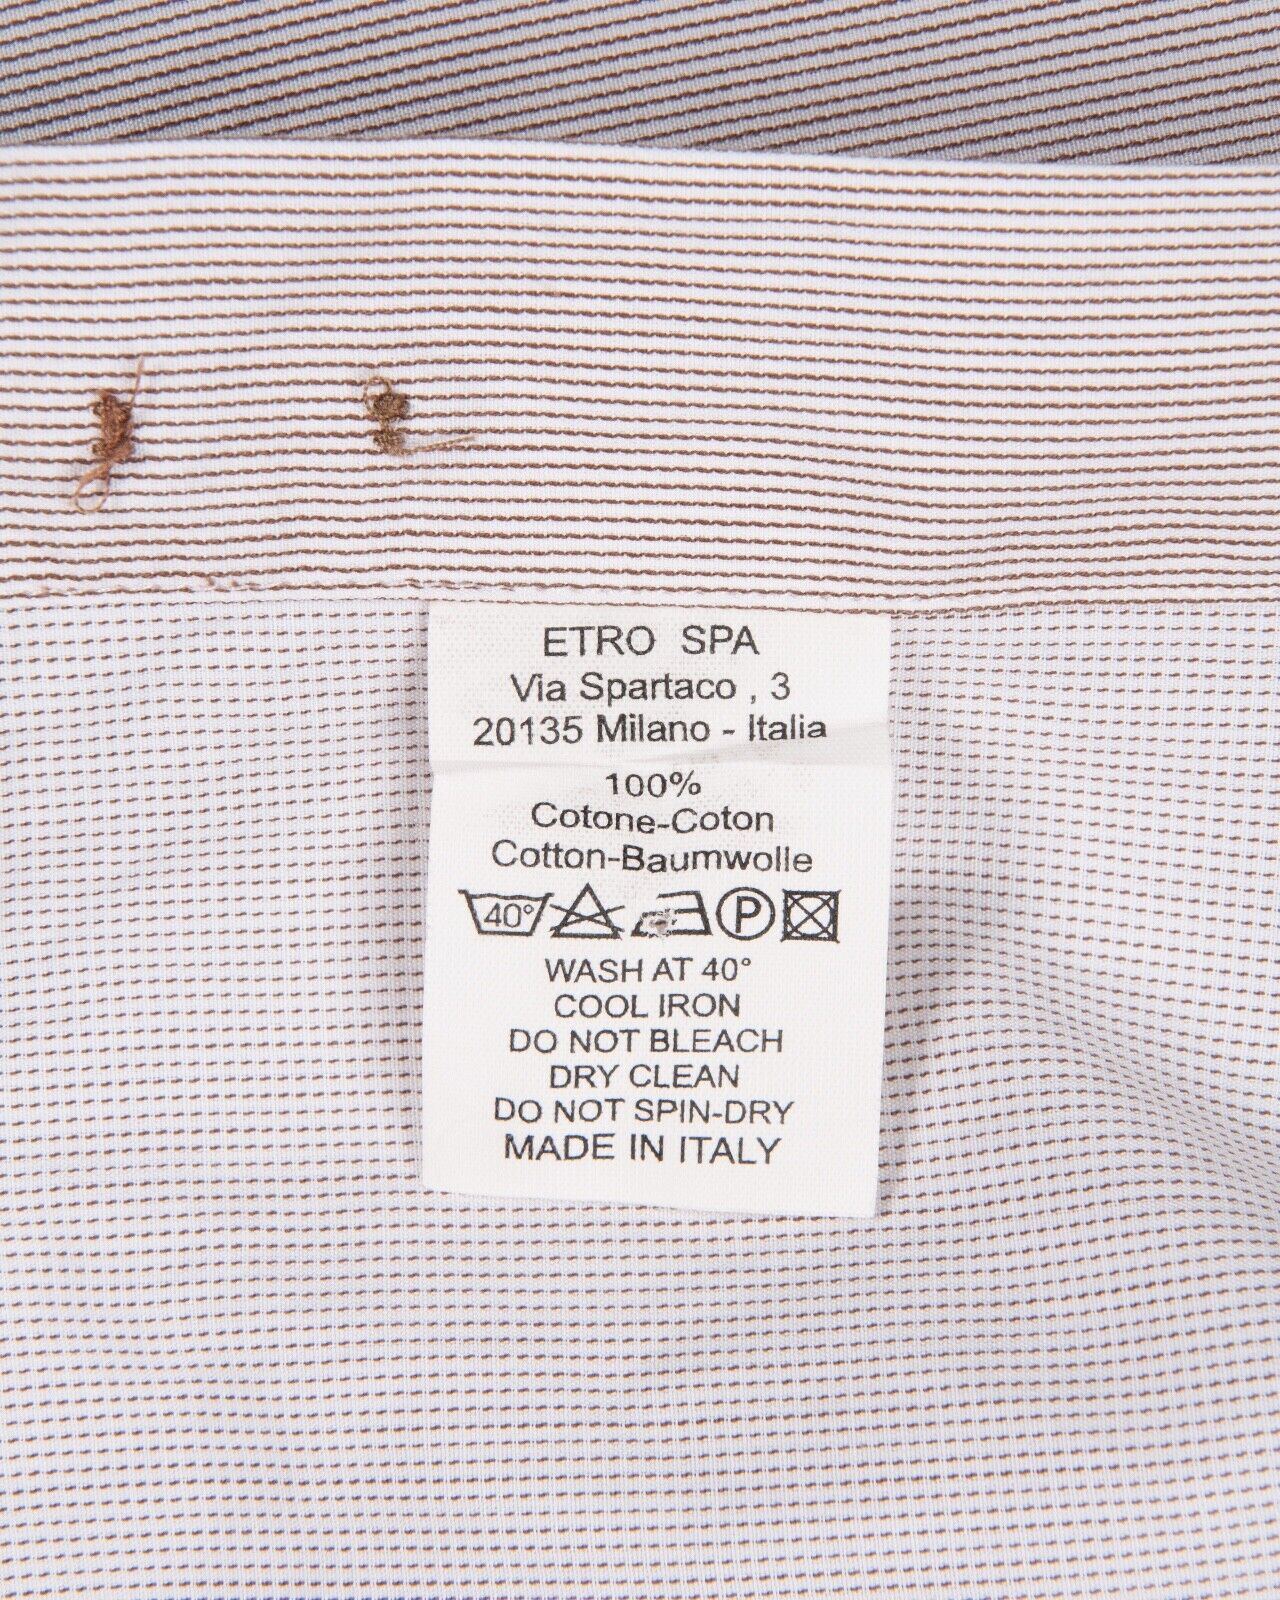 ETRO SPA
Via Spartaco , 3
20135 Milano - Italia
100%
Cotone-Coton
Cotton-Baumwolle
40° P
WASH AT 40°
COOL IRON
DO NOT BLEACH
DRY CLEAN
DO NOT SPIN-DRY
MADE IN ITALY